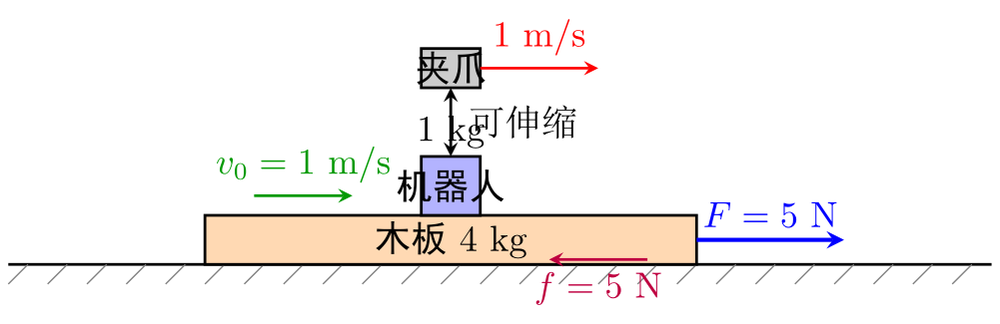 1 m/s
夹爪
可伸缩
1 kg
v₀ = 1 m/s
机器人
F = 5 N
木板 4 kg
f = 5 N